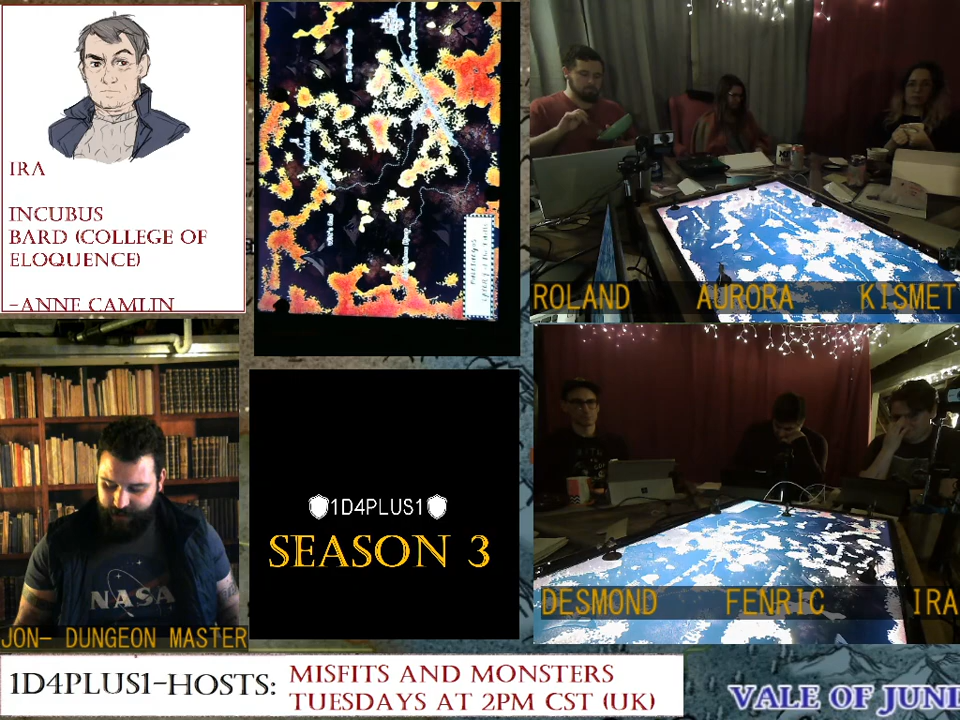 IRA
INCUBUS
BARD (COLLEGE OF
ELOQUENCE)
-ANNE CAMLIN
ROLAND AURORA KISMET
NASA
JON- DUNGEON MASTER
1D4PLUS1
SEASON 3
DESMOND FENRIC IRA
1D4PLUS1-HOSTS:
MISFITS AND MONSTERS
TUESDAYS AT 2PM CST (UK)
VALE OF JUNI